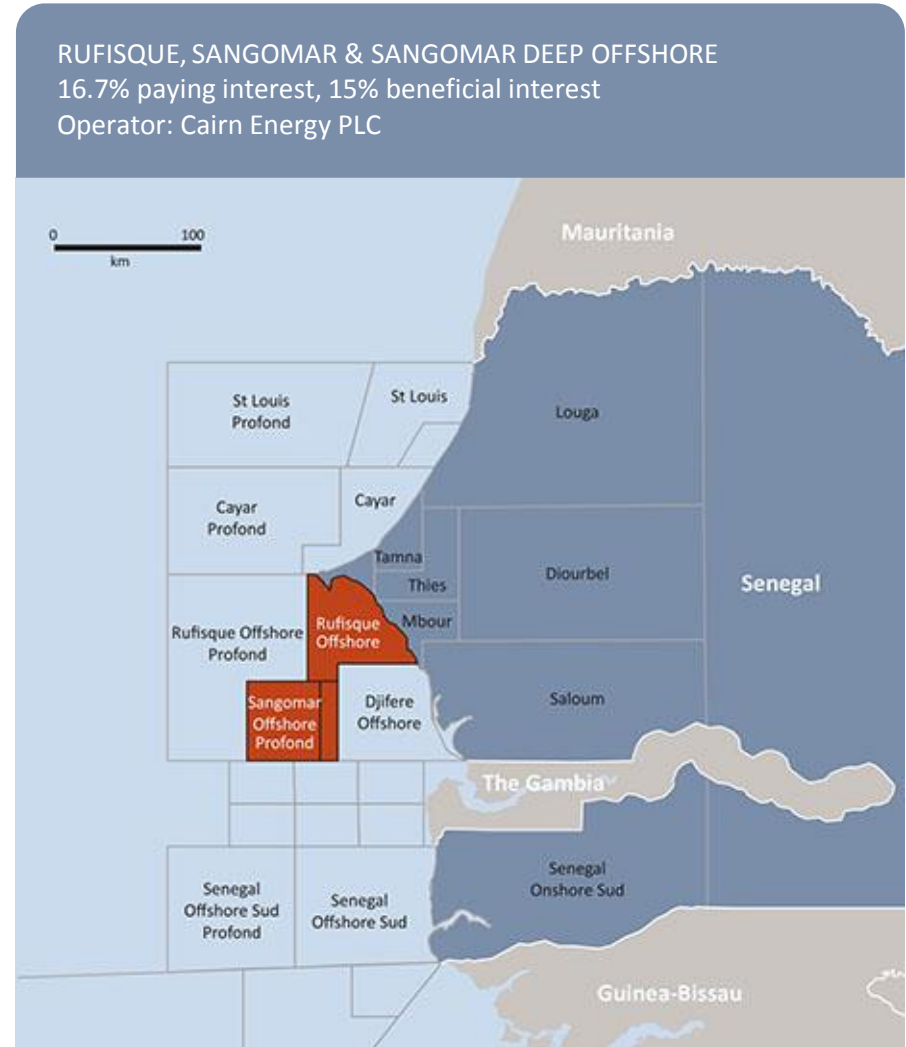 RUFISQUE, SANGOMAR & SANGOMAR DEEP OFFSHORE
16.7% paying interest, 15% beneficial interest
Operator: Cairn Energy PLC
0 100
km
Mauritania
St Louis
Profond
St Louis
Louga
Cayar
Profond
Cayar
Tamna
Thies
Diourbel
Senegal
Mbour
Rufisque Offshore
Profond
Rufisque
Offshore
Sangomar
Offshore
Profond
Djifere
Offshore
Saloum
The Gambia
Senegal
Offshore Sud
Profond
Senegal
Offshore Sud
Senegal
Onshore Sud
Guinea-Bissau